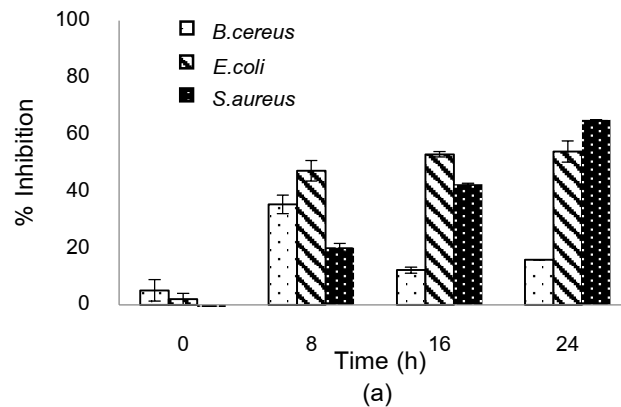 100
80
60
40
20
0
% Inhibition
B.cereus
E.coli
S.aureus
0 8 16 24
Time (h)
(a)